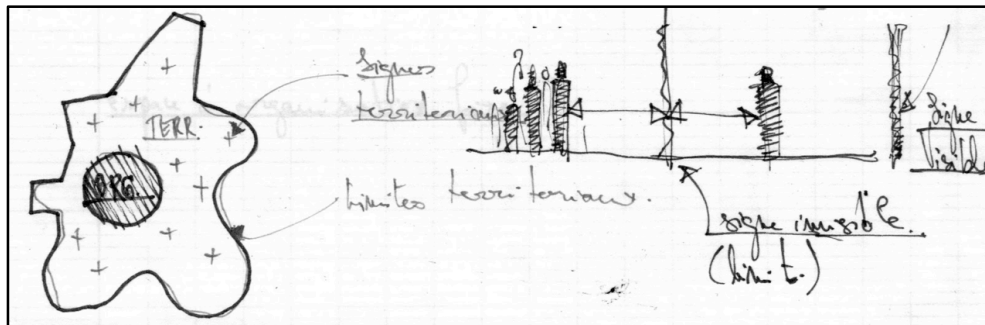 TERR.
ORG.
signes
territoriaux
limites territoriaux.
signe invisible.
(limit.)
signe
visible